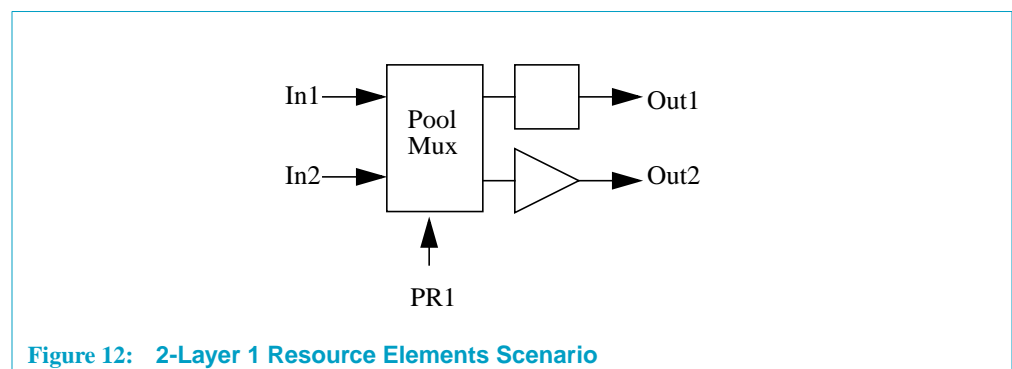 In1
Pool
Mux
Out1
In2
Out2
PR1
Figure 12: 2-Layer 1 Resource Elements Scenario